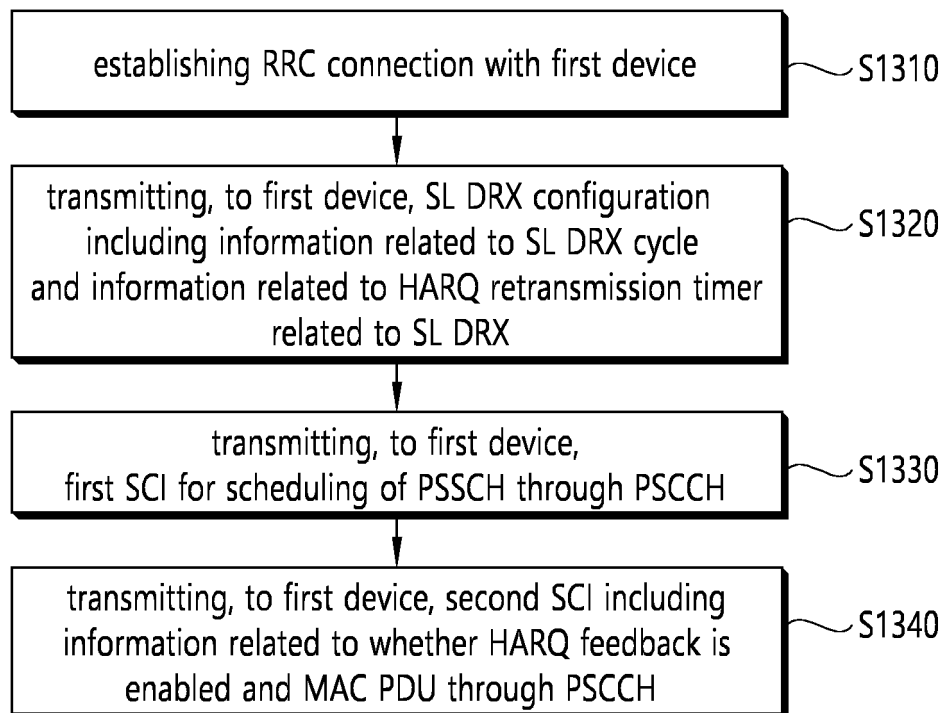 establishing RRC connection with first device
S1310
transmitting, to first device, SL DRX configuration
including information related to SL DRX cycle
and information related to HARQ retransmission timer
related to SL DRX
S1320
transmitting, to first device,
first SCI for scheduling of PSSCH through PSCCH
S1330
transmitting, to first device, second SCI including
information related to whether HARQ feedback is
enabled and MAC PDU through PSCCH
S1340